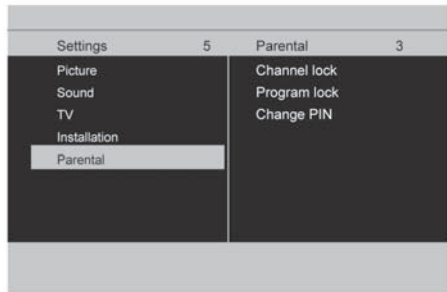 Settings 5
Picture
Sound
TV
Installation
Parental
Parental 3
Channel lock
Program lock
Change PIN